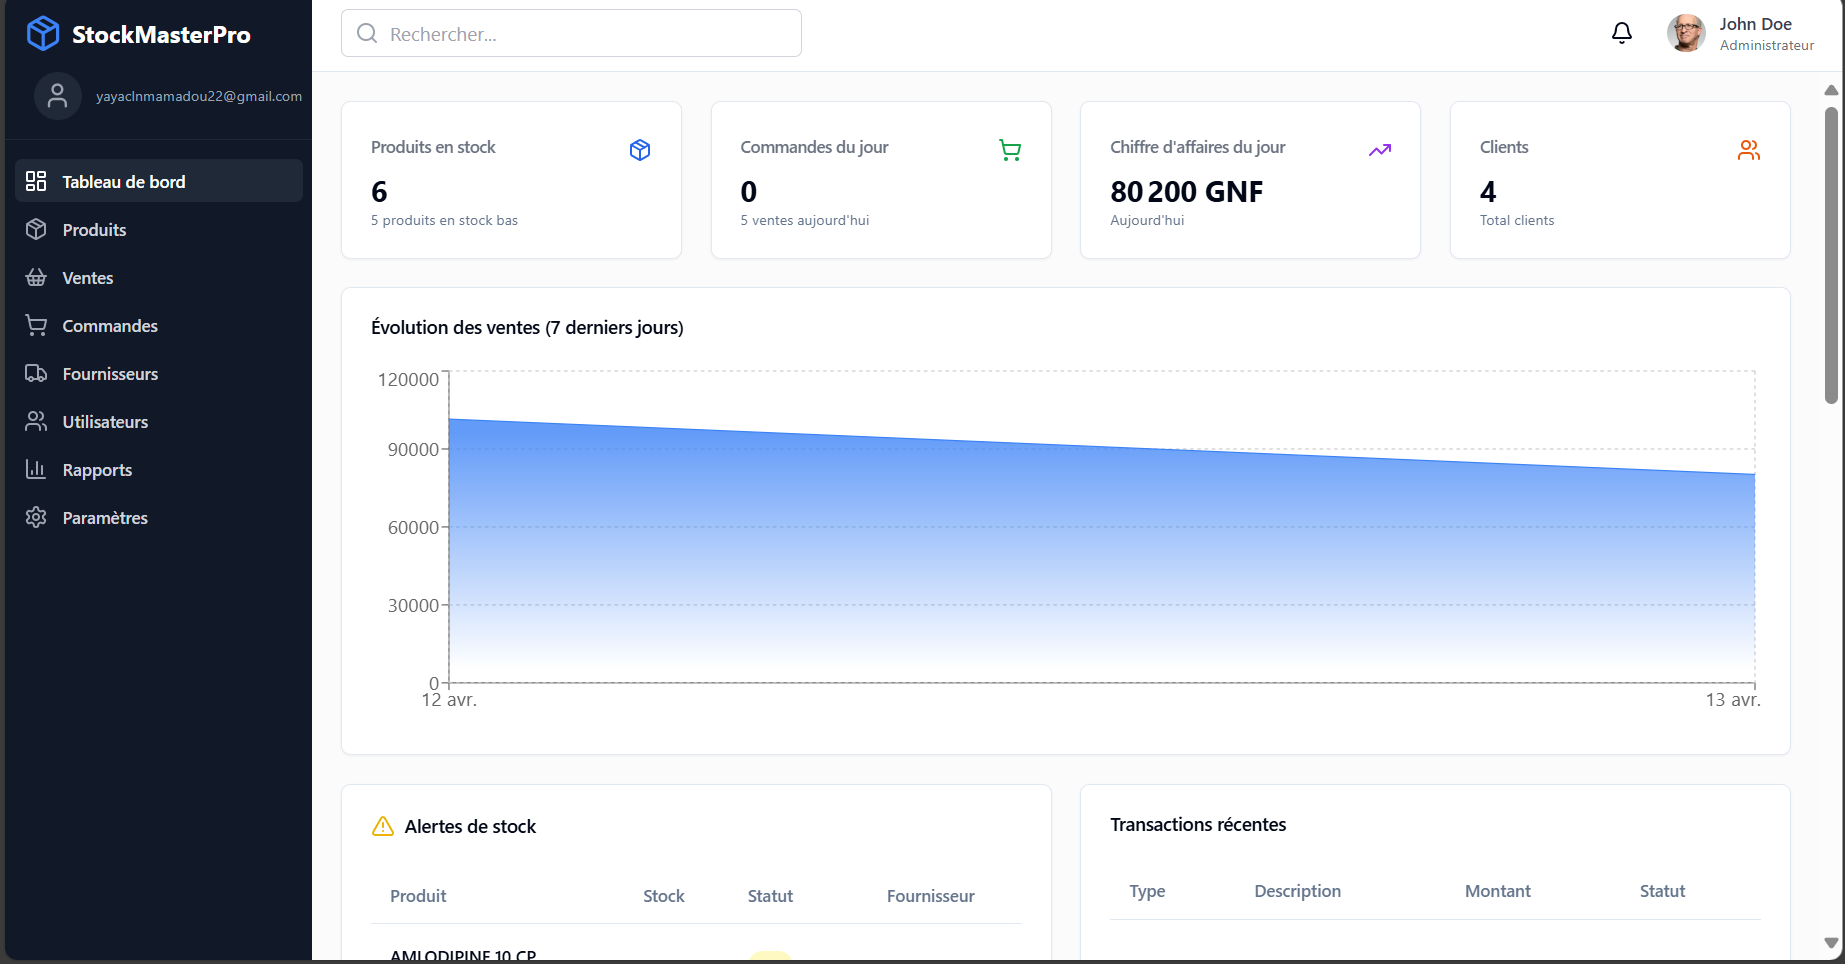 StockMasterPro
yayaclnmamadou22@gmail.com
Tableau de bord
Produits
Ventes
Commandes
Fournisseurs
Utilisateurs
Rapports
Paramètres
Rechercher...
John Doe
Administrateur
Produits en stock
6
5 produits en stock bas
Commandes du jour
0
5 ventes aujourd'hui
Chiffre d'affaires du jour
80 200 GNF
Aujourd'hui
Clients
4
Total clients
Évolution des ventes (7 derniers jours)
120000
90000
60000
30000
0
12 avr.
13 avr.
Alertes de stock
Produit Stock Statut Fournisseur
AMLODIPINE 10 CP
Transactions récentes
Type Description Montant Statut